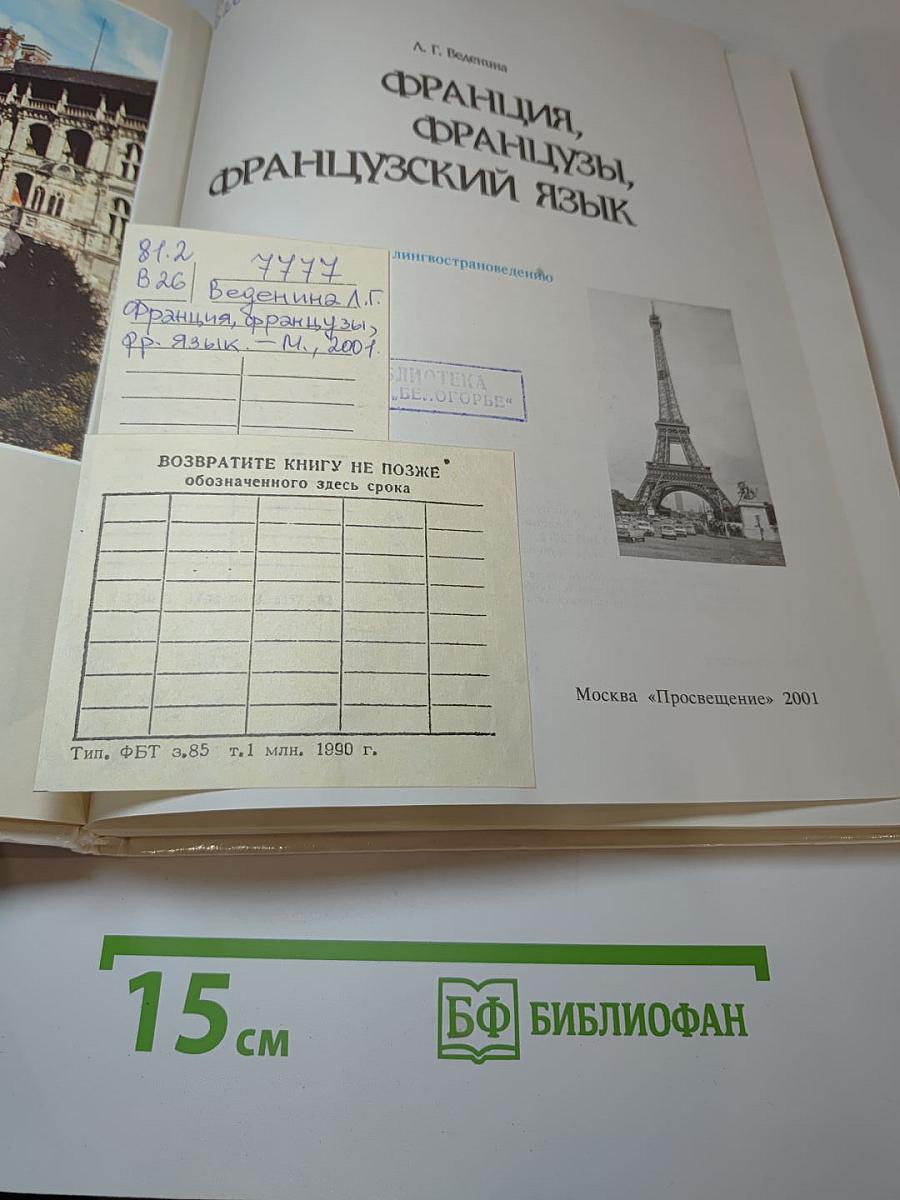 Л. Г. Веденина
ФРАНЦИЯ,
ФРАНЦУЗЫ,
ФРАНЦУЗСКИЙ ЯЗЫК
лингвострановедению
81.2
В26
7777
Веденина Л.Г.
Франция, французы,
фр. язык. – М., 2001.
ВОЗВРАТИТЕ КНИГУ НЕ ПОЗЖЕ
обозначенного здесь срока
Тип. ФБТ з.85 т.1 млн. 1990 г.
Москва «Просвещение» 2001
15 см
БФ БИБЛИОФАН